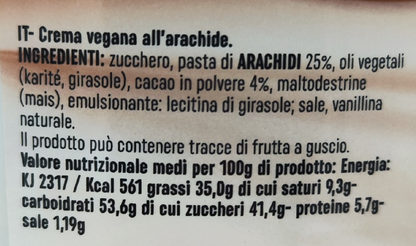 IT- Crema vegana all'arachide.
INGREDIENTI: zucchero, pasta di ARACHIDI 25%, oli vegetali
(karité, girasole), cacao in polvere 4%, maltodestrine
(mais), emulsionante: lecitina di girasole; sale, vanillina
naturale.
Il prodotto può contenere tracce di frutta a guscio.
Valore nutrizionale medi per 100g di prodotto: Energia:
KJ 2317 / Kcal 561 grassi 35,0g di cui saturi 9,3g-
carboidrati 53,6g di cui zuccheri 41,4g- proteine 5,7g-
sale 1,19g